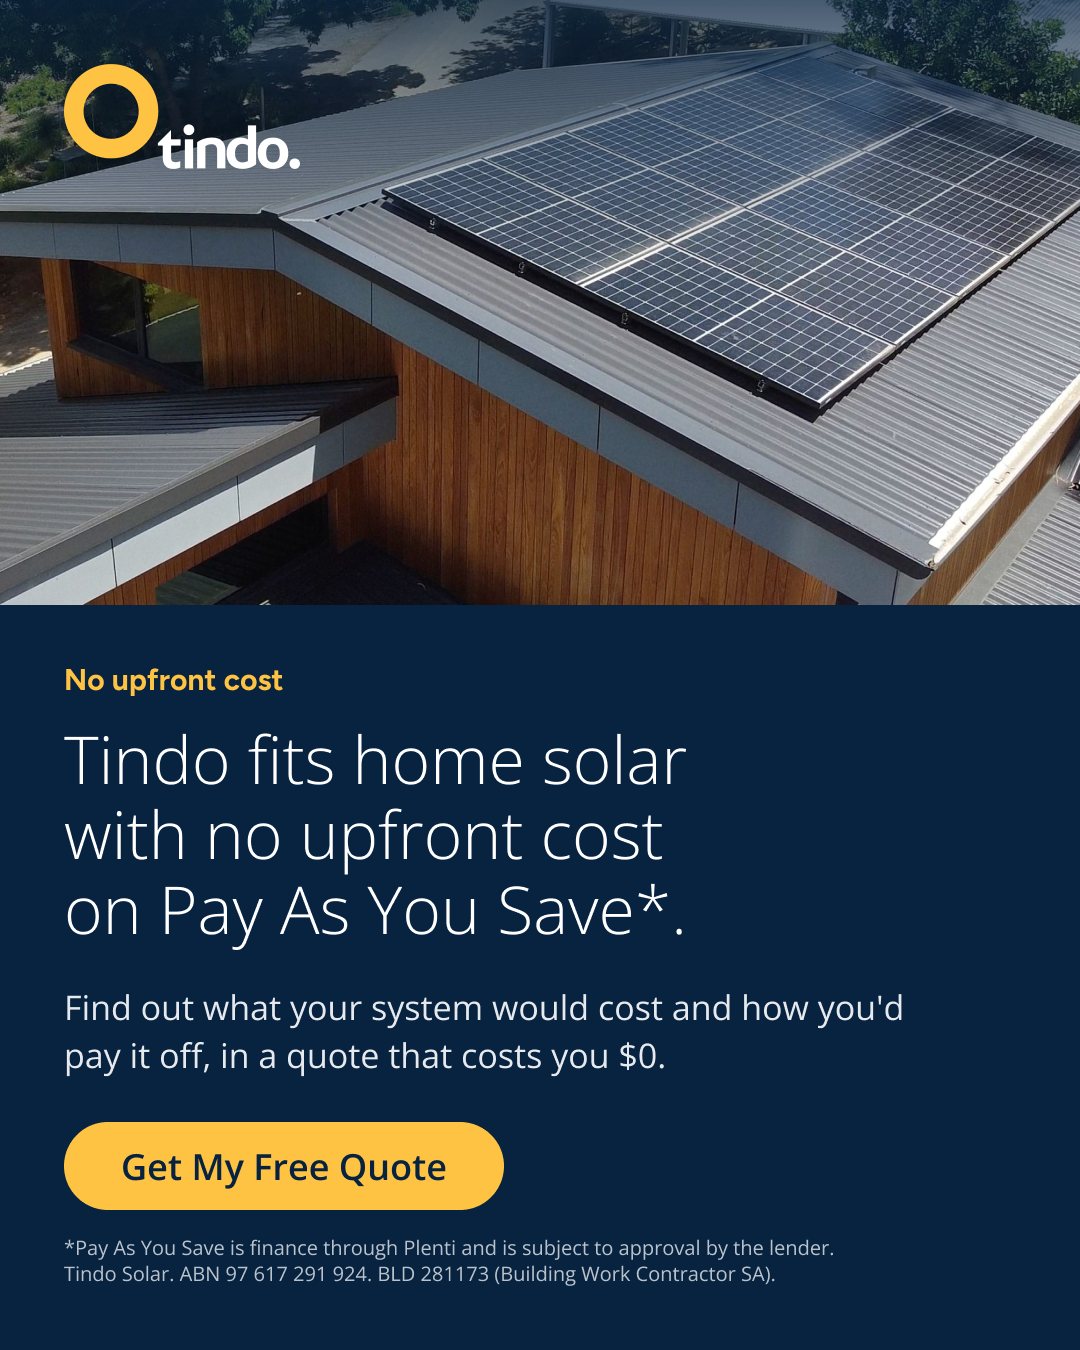 tindo.
No upfront cost
Tindo fits home solar
with no upfront cost
on Pay As You Save*.
Find out what your system would cost and how you'd
pay it off, in a quote that costs you $0.
Get My Free Quote
*Pay As You Save is finance through Plenti and is subject to approval by the lender.
Tindo Solar. ABN 97 617 291 924. BLD 281173 (Building Work Contractor SA).